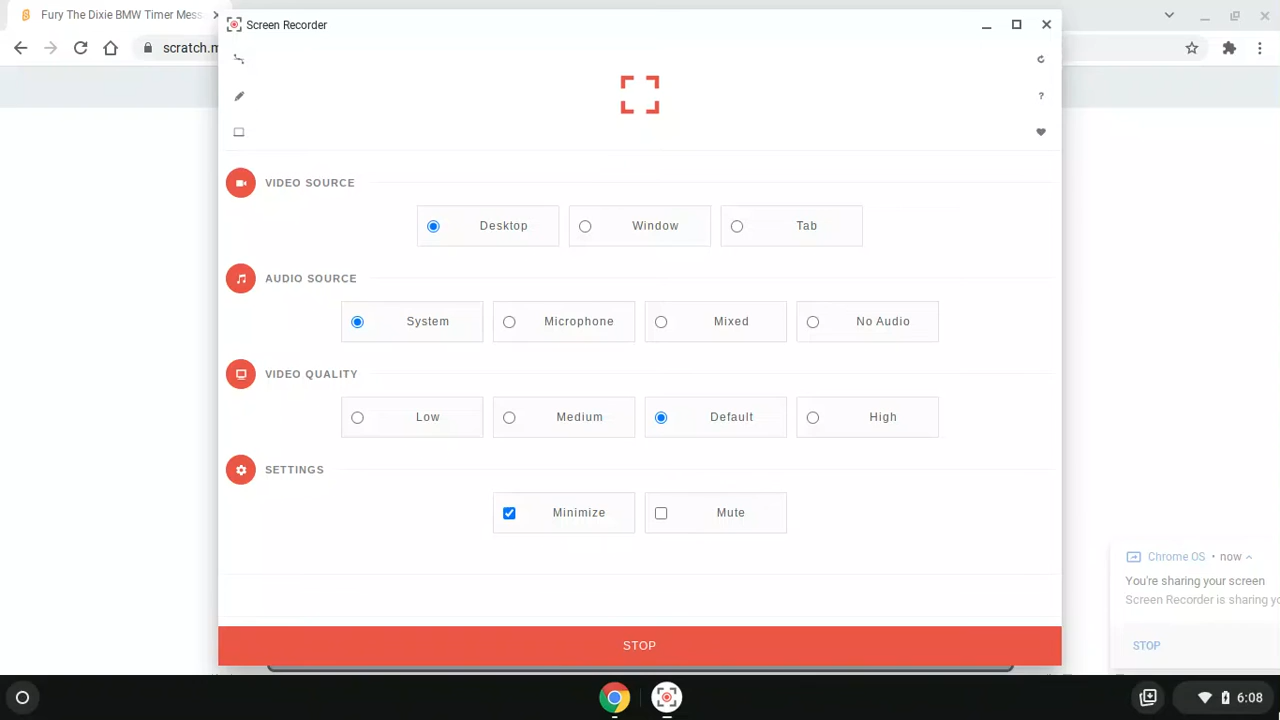 Fury The Dixie BMW Timer Mess
Screen Recorder
scratch.m
?
VIDEO SOURCE
Desktop
Window
Tab
AUDIO SOURCE
System
Microphone
Mixed
No Audio
VIDEO QUALITY
Low
Medium
Default
High
SETTINGS
Minimize
Mute
Chrome OS • now
You're sharing your screen
Screen Recorder is sharing yo
STOP
STOP
6:08